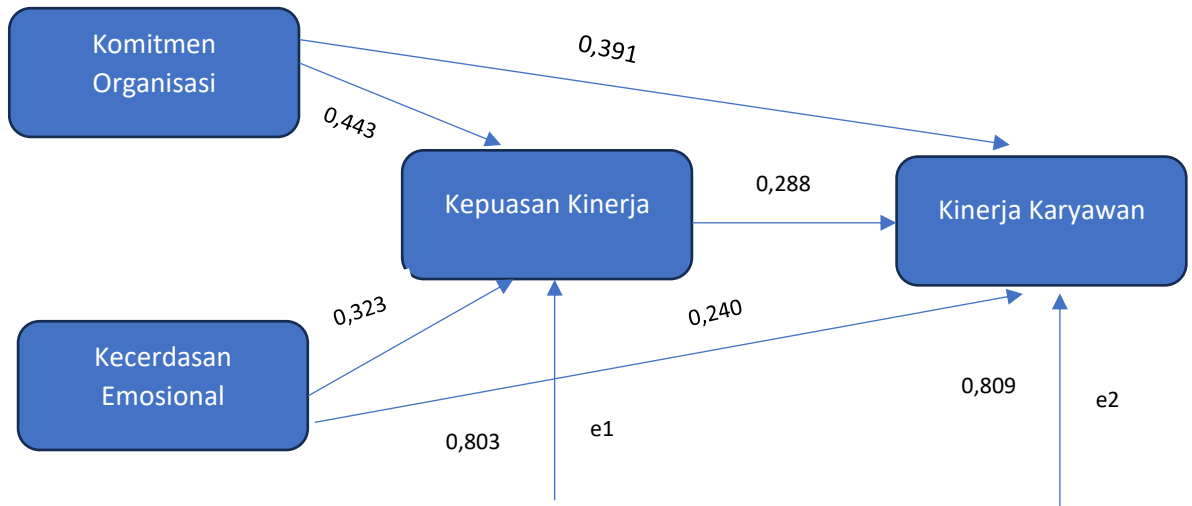 Komitmen
Organisasi
0,391
0,443
Kepuasan Kinerja
0,288
Kinerja Karyawan
0,323
0,240
Kecerdasan
Emosional
0,803
e1
0,809
e2